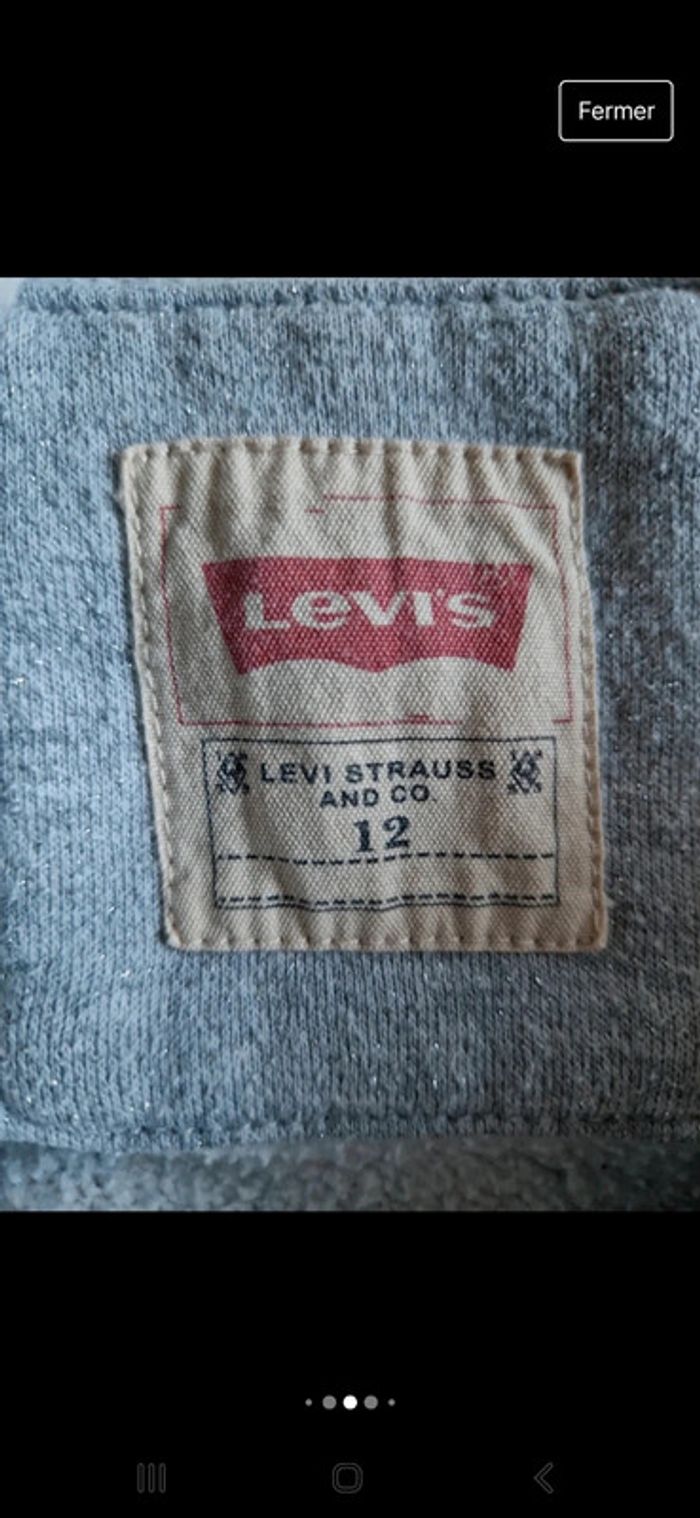 Fermer
LEVI'S
LEVI STRAUSS
AND CO.
12